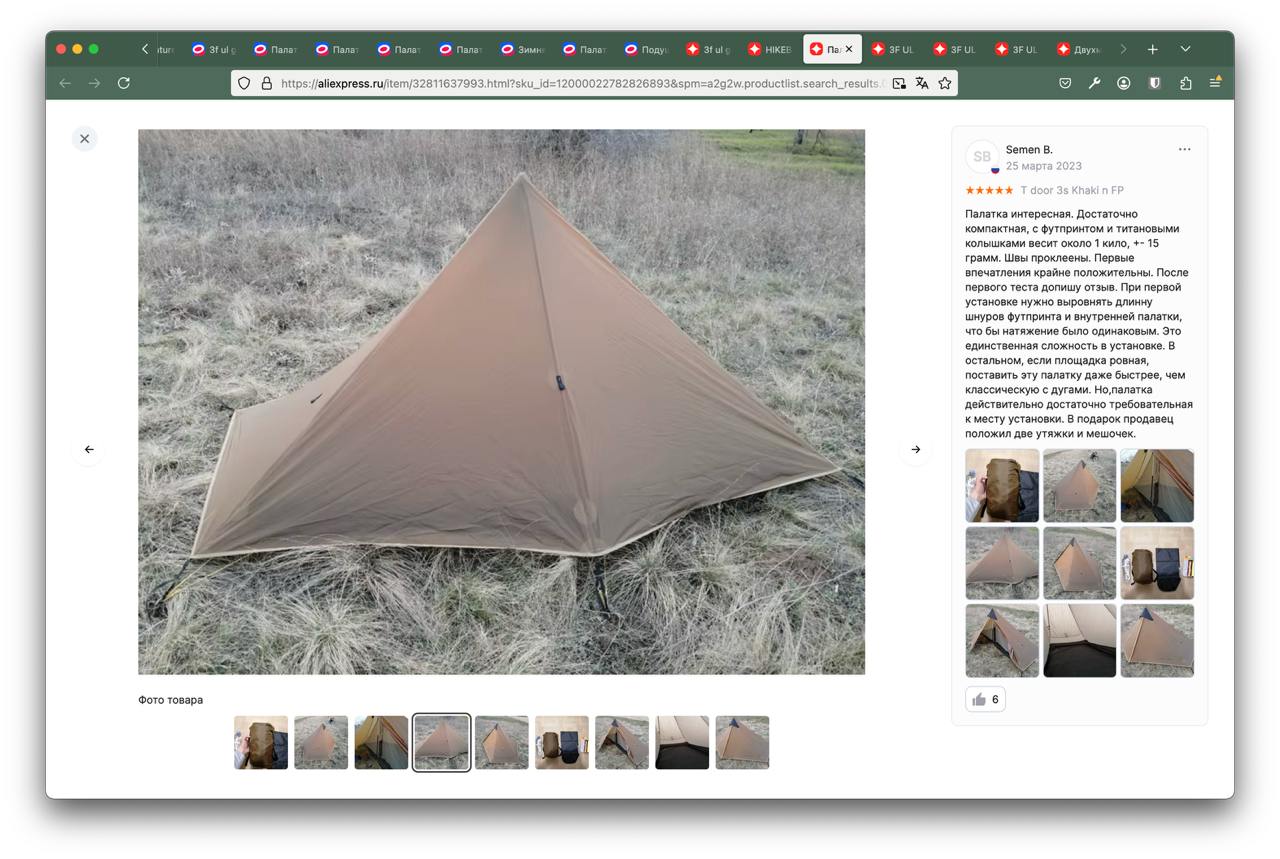 3f ul g
Палат
Палат
Палат
Палат
Зимня
Палат
Подуш
3f ul g
HIKEB
Пал
3F UL
3F UL
3F UL
Двухм
https://aliexpress.ru/item/32811637993.html?sku_id=12000022782826893&spm=a2g2w.productlist.search_results.
SB
Semen B.
25 марта 2023
T door 3s Khaki n FP
Палатка интересная. Достаточно
компактная, с футпринтом и титановыми
колышками весит около 1 кило, +- 15
грамм. Швы проклеены. Первые
впечатления крайне положительны. После
первого теста допишу отзыв. При первой
установке нужно выровнять длинну
шнуров футпринта и внутренней палатки,
что бы натяжение было одинаковым. Это
единственная сложность в установке. В
остальном, если площадка ровная,
поставить эту палатку даже быстрее, чем
классическую с дугами. Но,палатка
действительно достаточно требовательная
к месту установки. В подарок продавец
положил две утяжки и мешочек.
6
Фото товара